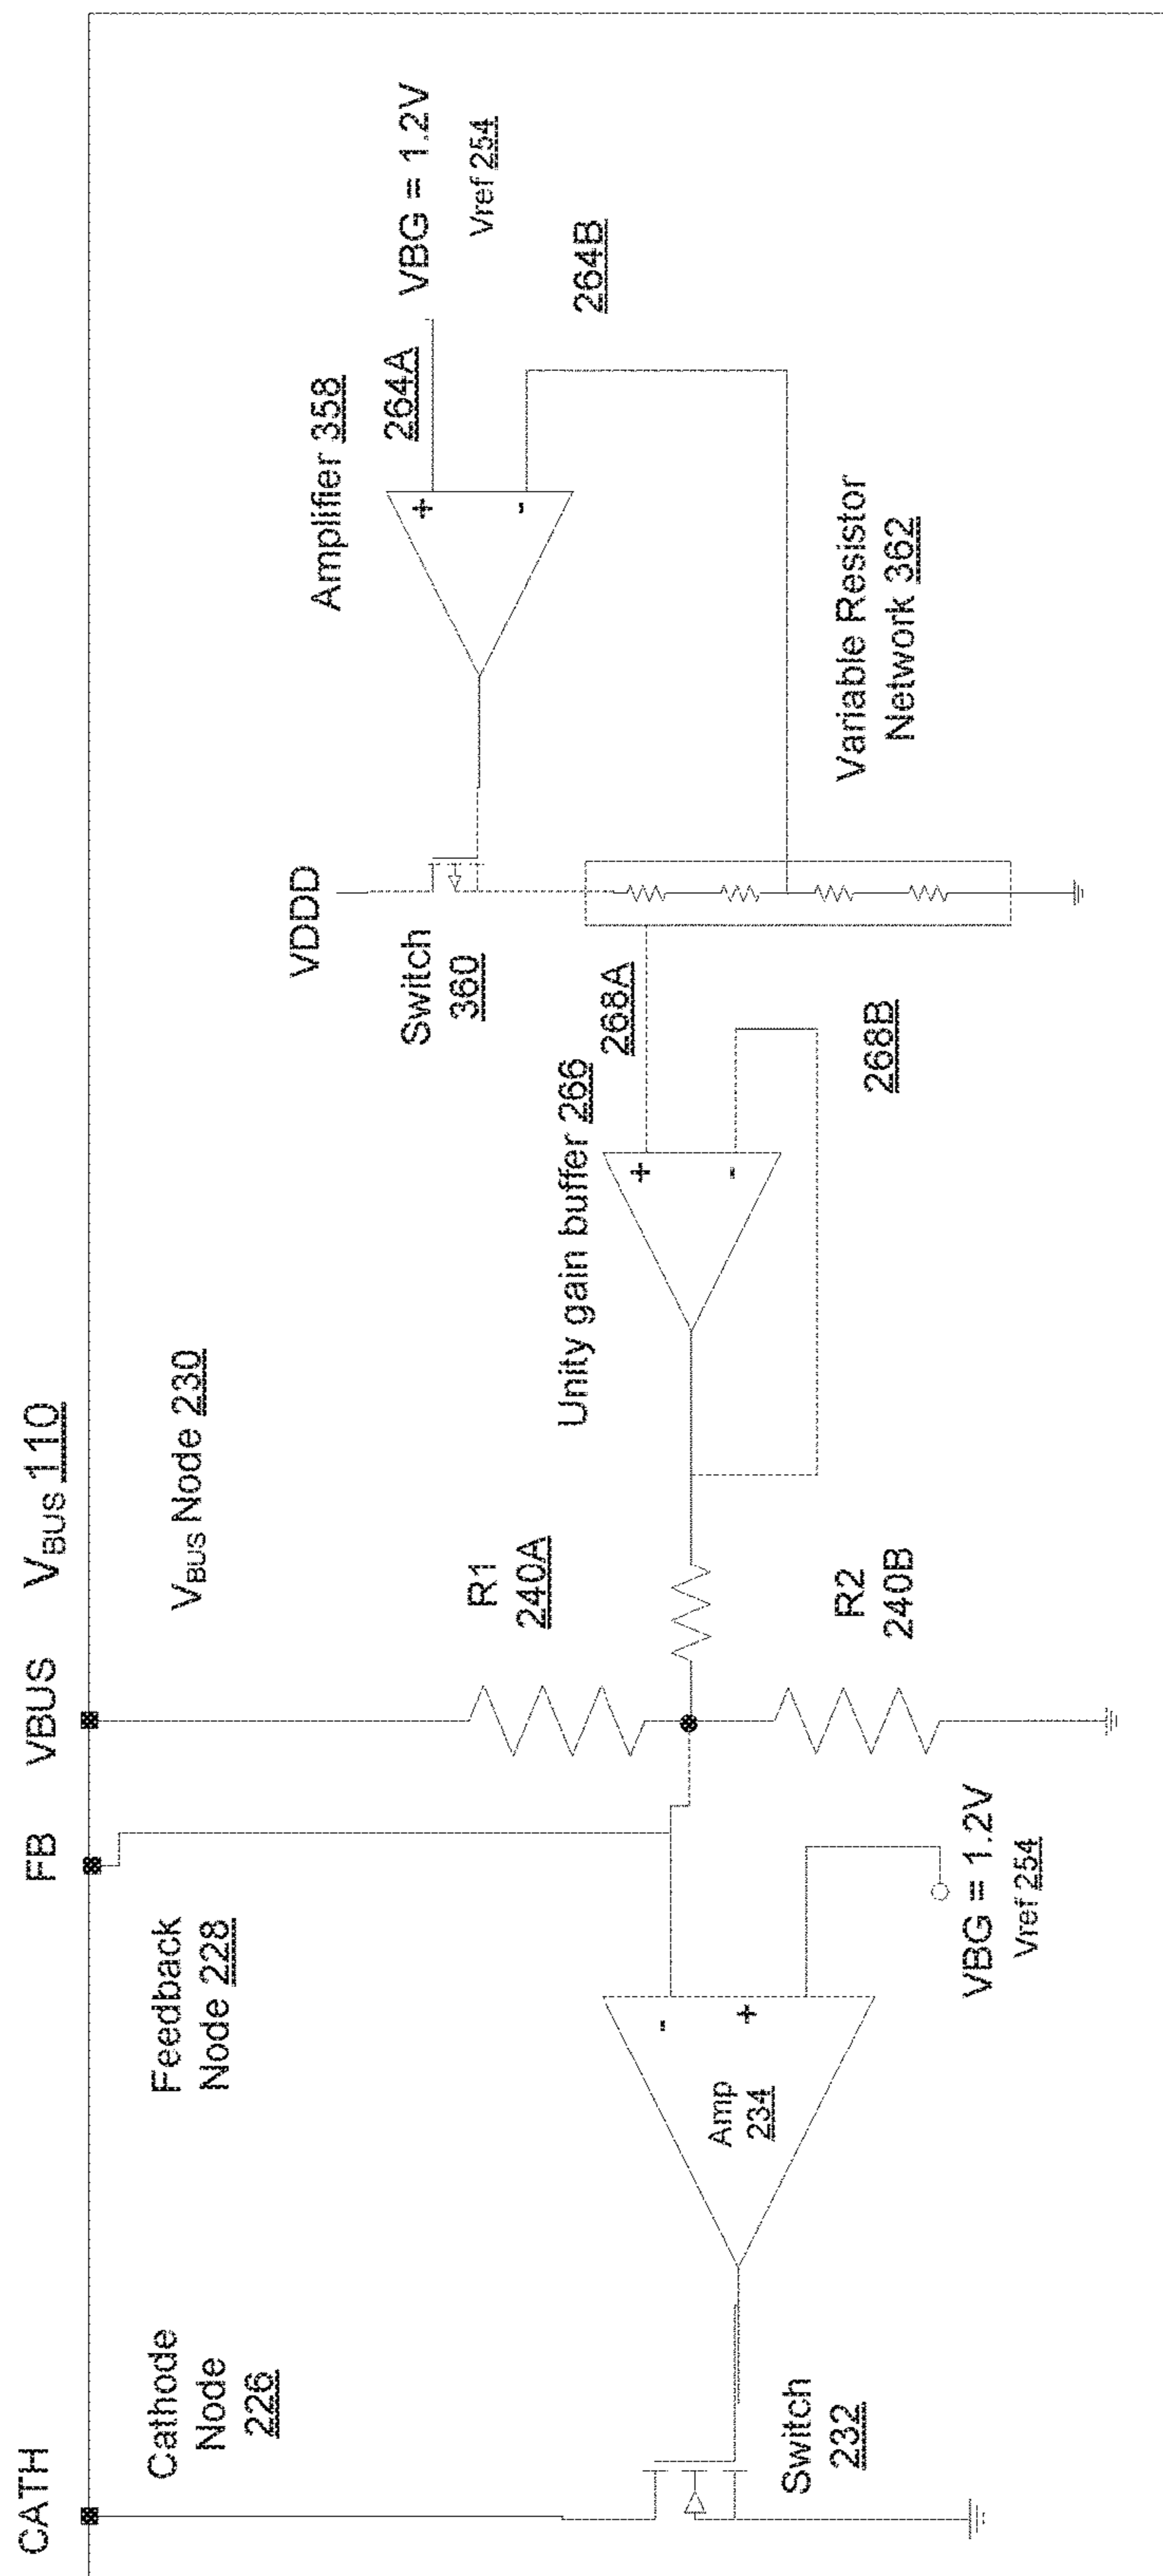 CATH
FB
VBUS
VBUS 110
Cathode
Node
226
Feedback
Node 228
VBUS Node 230
VDDD
Amplifier 358
264A
VBG = 1.2V
Vref 254
264B
+
-
Switch
360
R1
240A
Unity gain buffer 266
268A
+
-
268B
Variable Resistor
Network 362
-
+
Amp
234
Switch
232
R2
240B
VBG = 1.2V
Vref 254